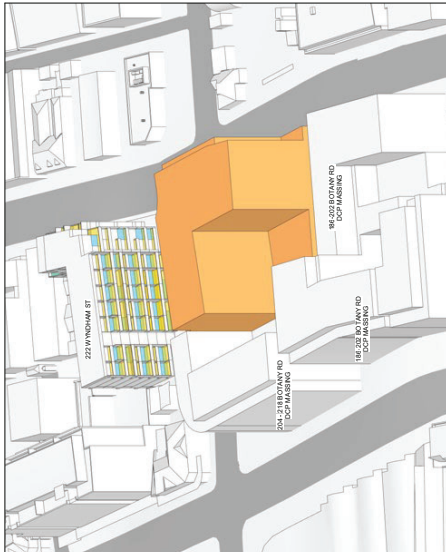 222 WYNDHAM ST
204 - 218 BOTANY RD
DCP MASSING
186-202 BOTANY RD
DCP MASSING
186-202 BOTANY RD
DCP MASSING